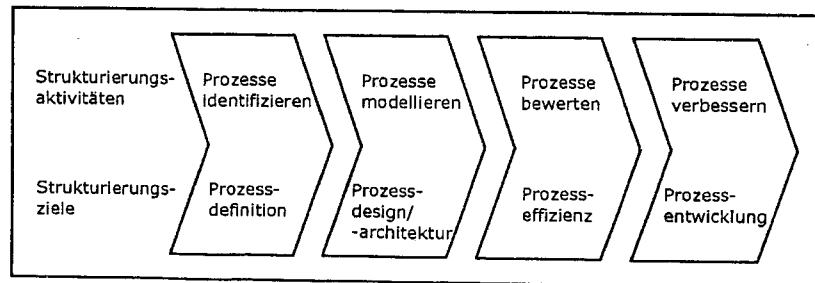 Strukturierungs-
aktivitäten
Prozesse
identifizieren
Prozesse
modellieren
Prozesse
bewerten
Prozesse
verbessern
Strukturierungs-
ziele
Prozess-
definition
Prozess-
design/
-architektur
Prozess-
effizienz
Prozess-
entwicklung